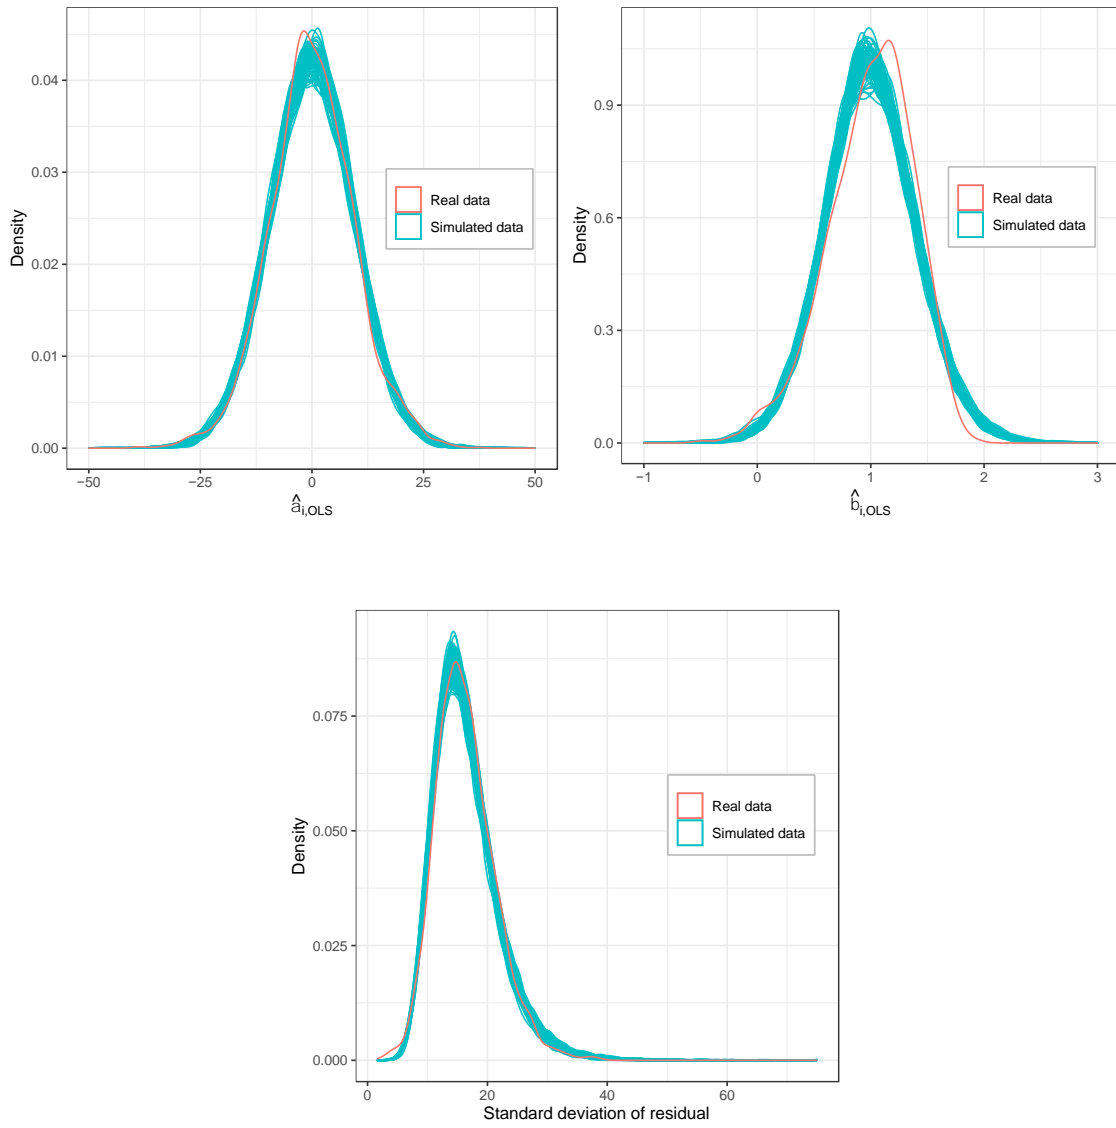 0.04
0.03
0.02
0.01
0.00
Density
Real data
Simulated data
−50
−25
0
25
50
â i,OLS
0.9
0.6
0.3
0.0
Density
Real data
Simulated data
−1
0
1
2
3
b̂ i,OLS
0.075
0.050
0.025
0.000
Density
Real data
Simulated data
0
20
40
60
Standard deviation of residual